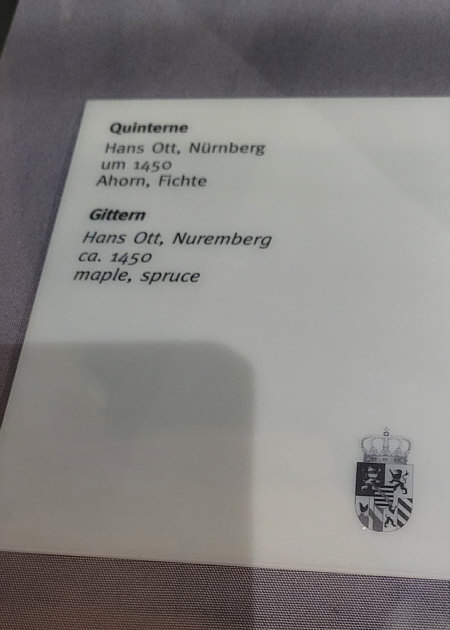 Quinterne
Hans Ott, Nürnberg
um 1450
Ahorn, Fichte
Gittern
Hans Ott, Nuremberg
ca. 1450
maple, spruce